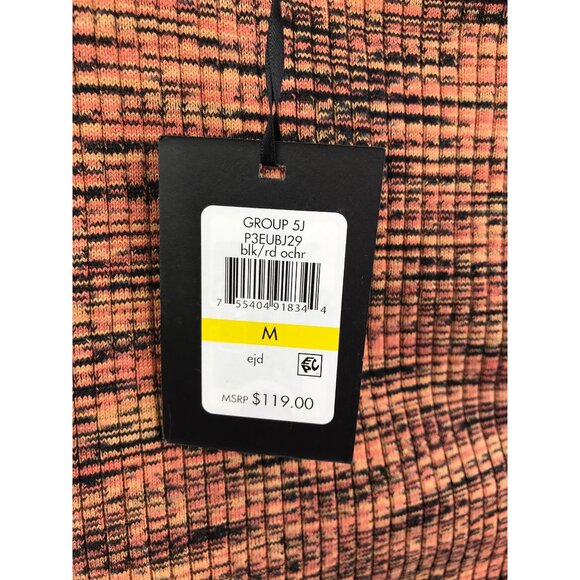 GROUP 5J
P3EUBJ29
blk/rd ochr
7 55404 91834 4
M
ejd
MSRP $119.00